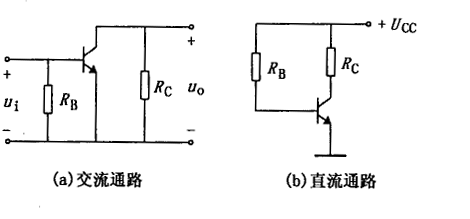 + U_CC
+ R_B R_C + u_i u_o
− −
R_B R_C
(a)交流通路 (b)直流通路